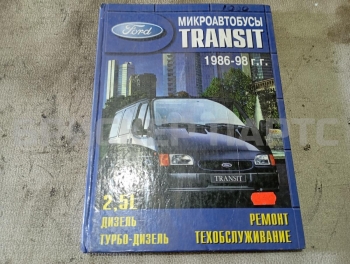 Ford
МИКРОАВТОБУСЫ
TRANSIT
1986-98 г.г.
TRANSIT
2,5L
ДИЗЕЛЬ
ТУРБО-ДИЗЕЛЬ
РЕМОНТ
ТЕХОБСЛУЖИВАНИЕ